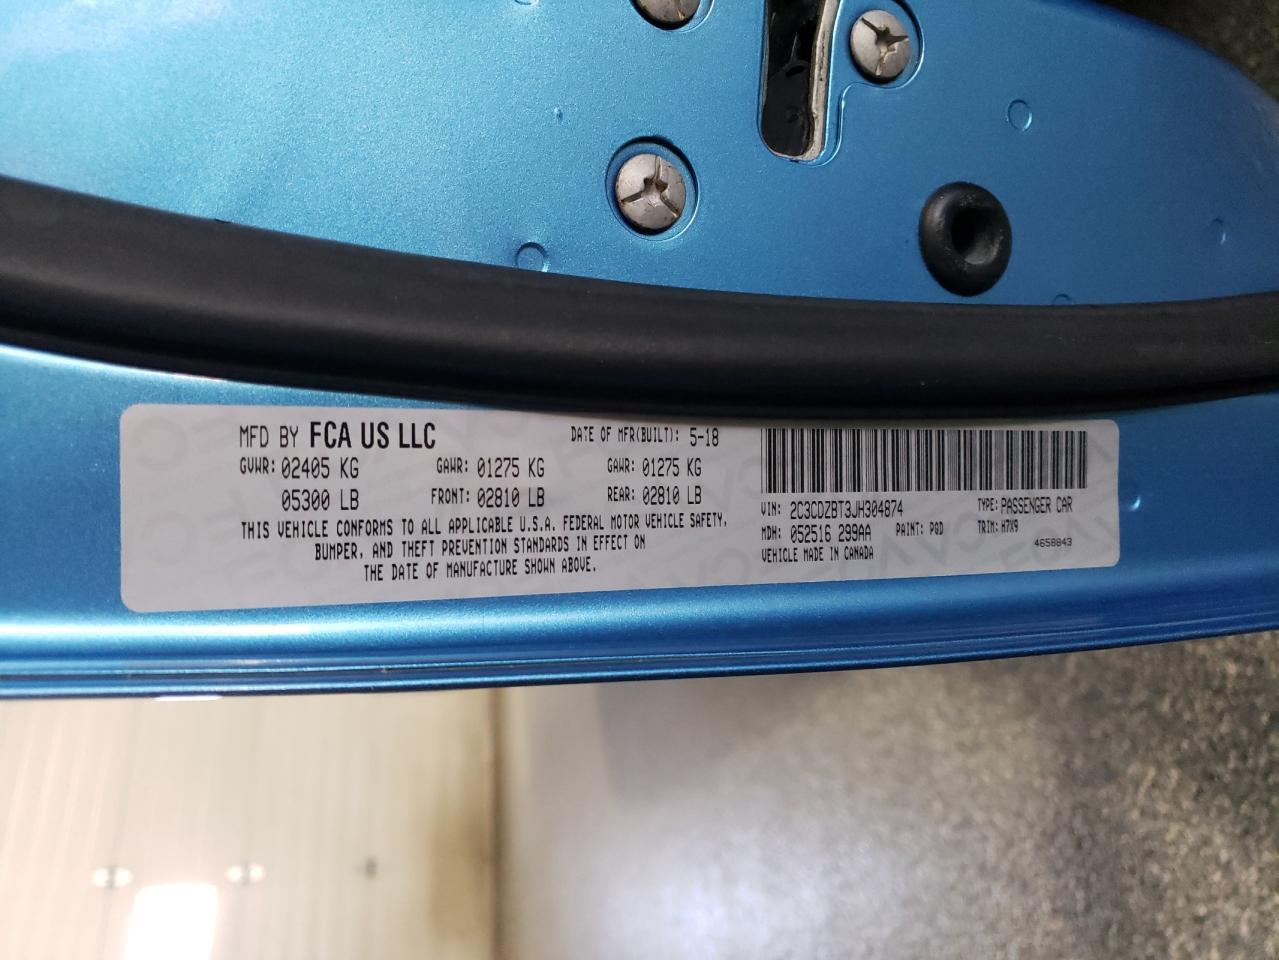 MFD BY FCA US LLC DATE OF MFR(BUILT): 5-18
GVWR: 02405 KG GAWR: 01275 KG GAWR: 01275 KG
05300 LB FRONT: 02810 LB REAR: 02810 LB
THIS VEHICLE CONFORMS TO ALL APPLICABLE U.S.A. FEDERAL MOTOR VEHICLE SAFETY,
BUMPER, AND THEFT PREVENTION STANDARDS IN EFFECT ON
THE DATE OF MANUFACTURE SHOWN ABOVE.
VIN: 2C3CDZBT3JH304874 TYPE: PASSENGER CAR
MDH: 052516 299AA PAINT: PQD TRIM: H7X9
VEHICLE MADE IN CANADA 4658843